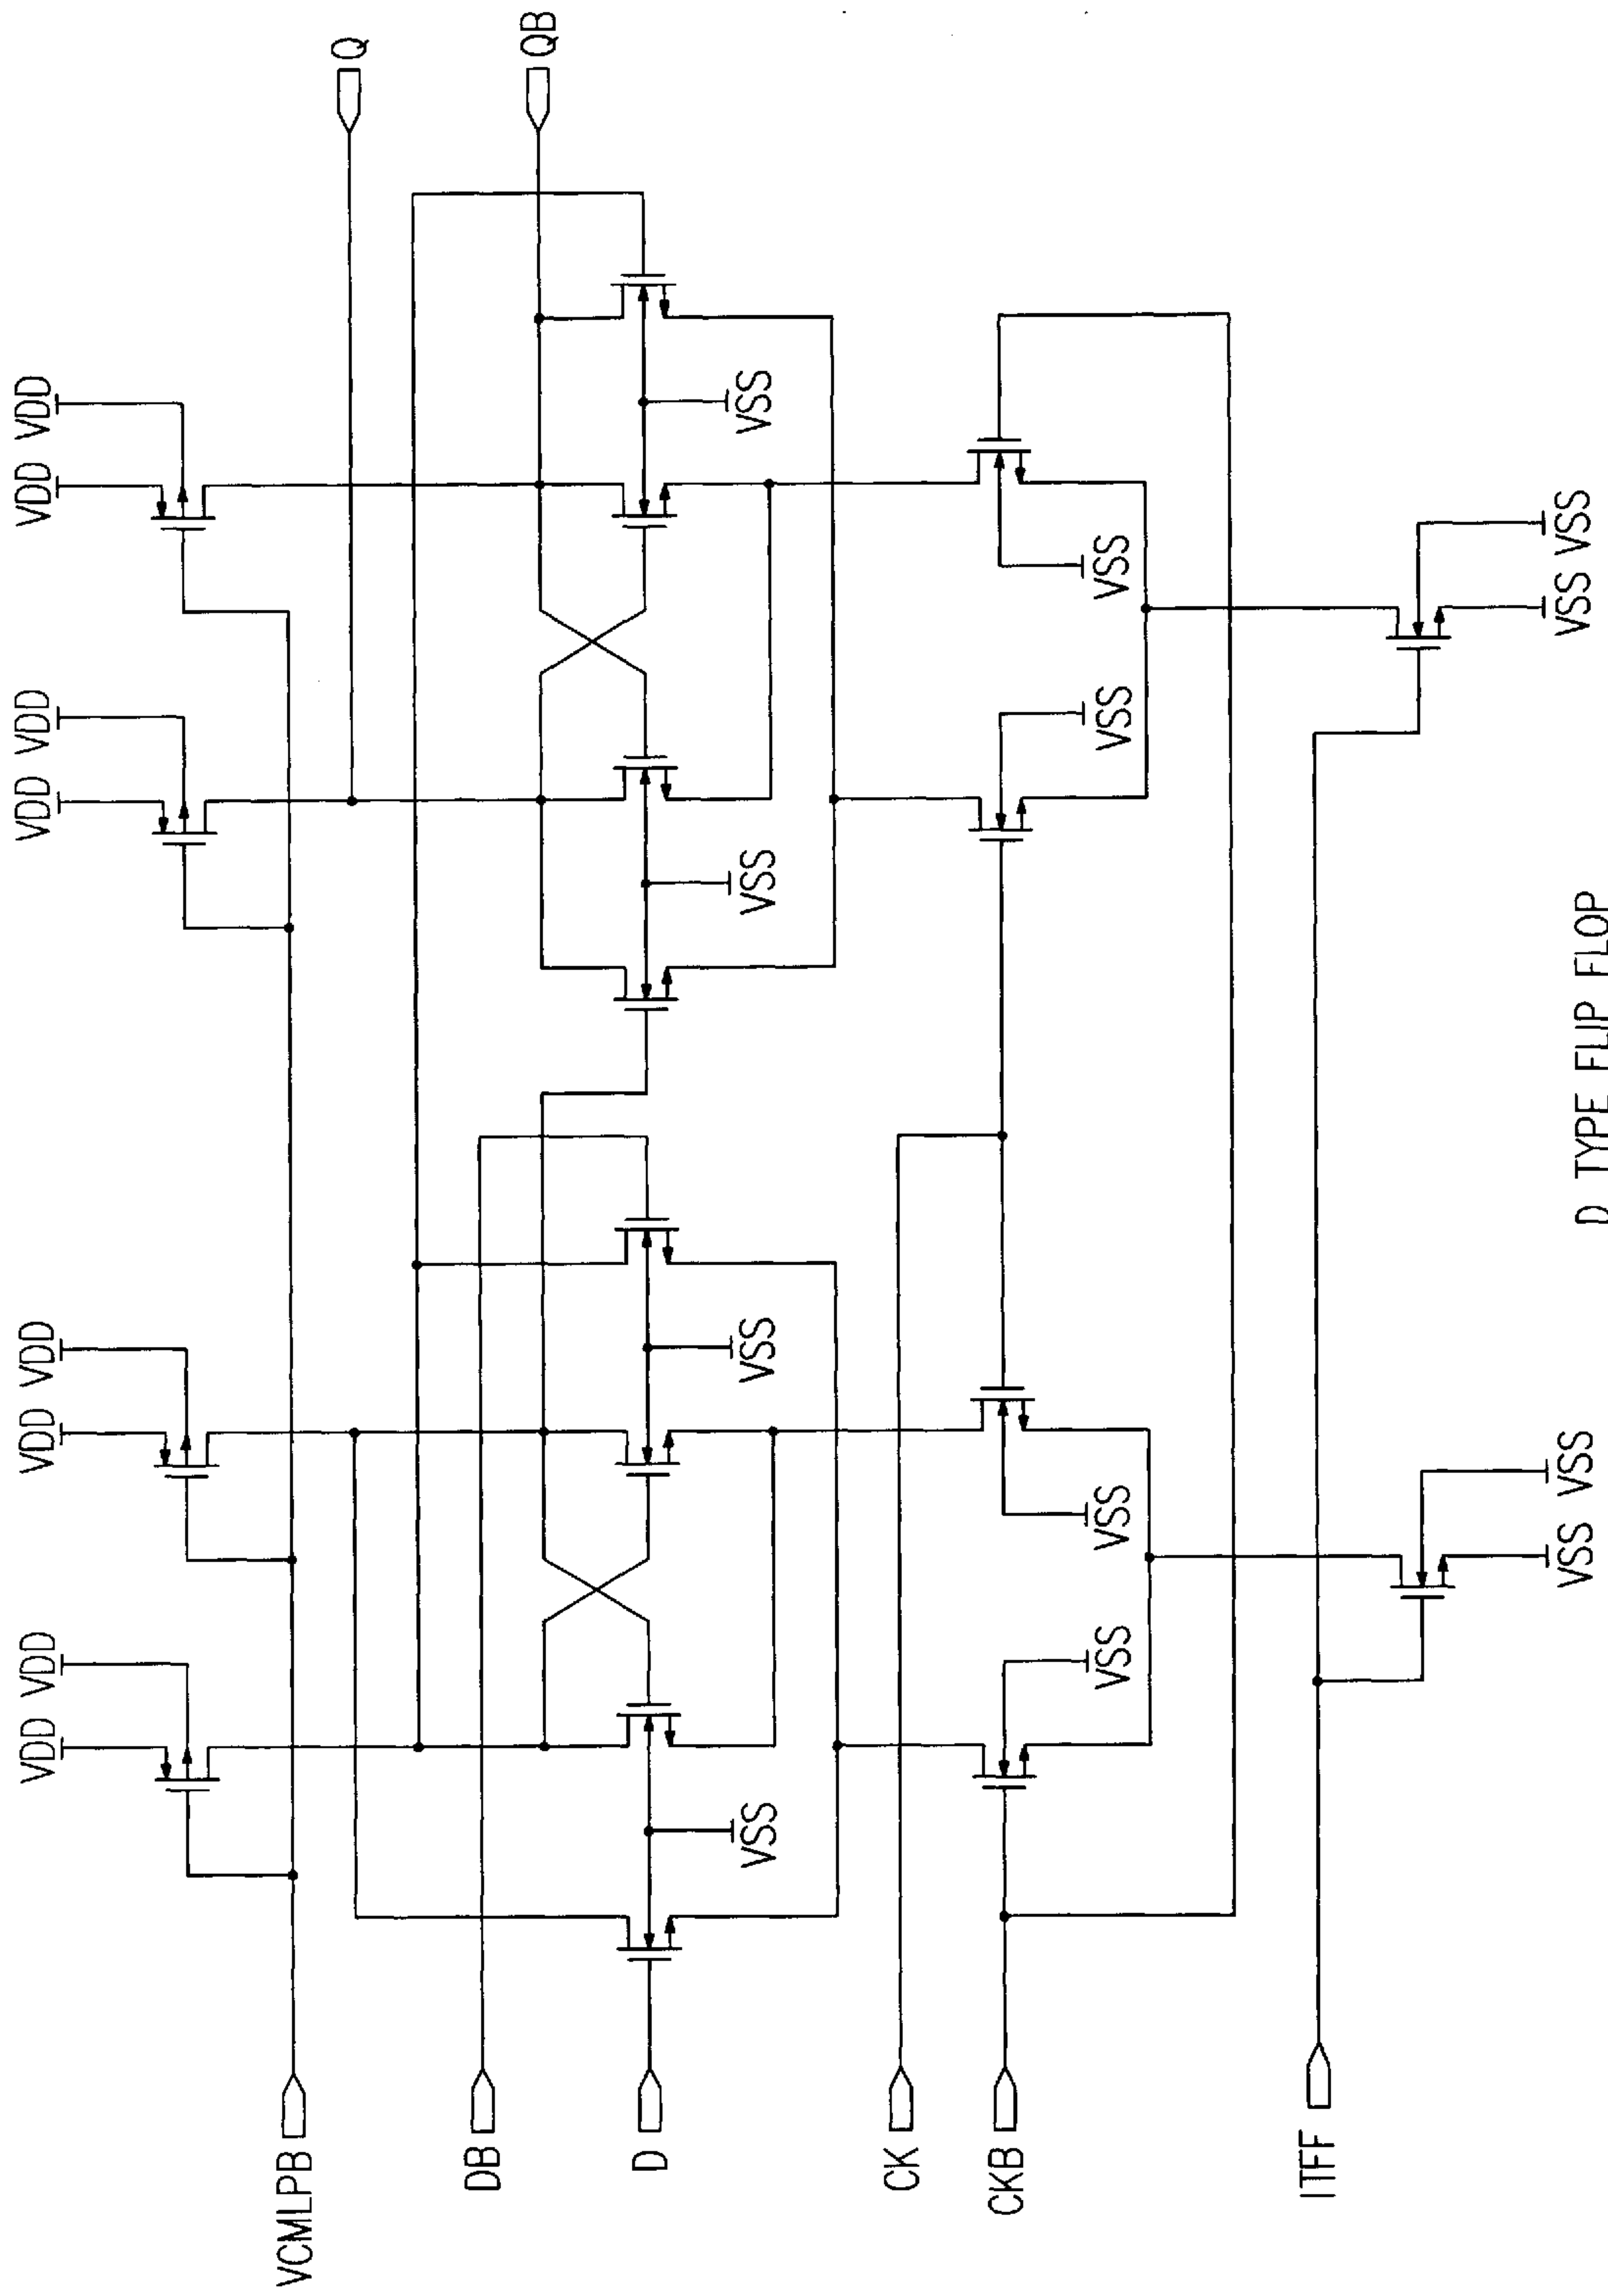 VDD VDD
VDD VDD
VDD VDD
VDD VDD
VCMLPB
Q
DB
QB
D
VSS
VSS
VSS
VSS
CK
CKB
VSS
VSS
VSS
VSS
ITFF
VSS VSS
VSS VSS
D TYPE FLIP FLOP